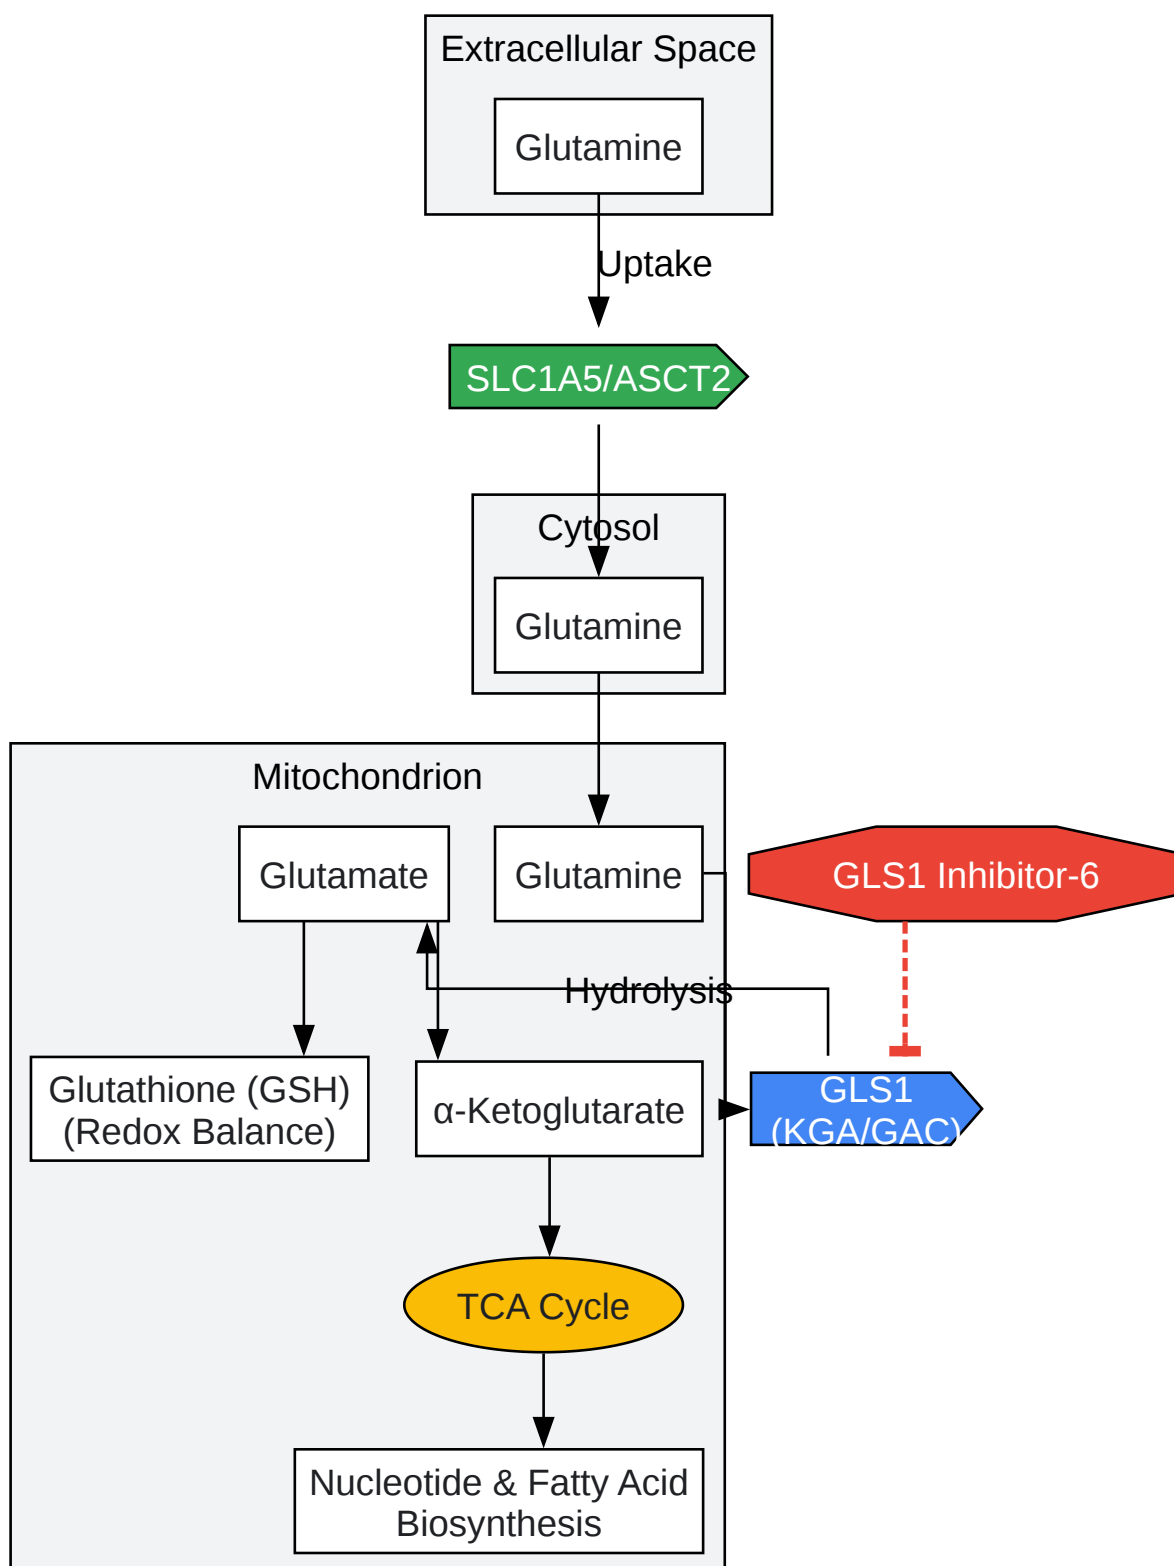 Extracellular Space
Glutamine
Uptake
SLC1A5/ASCT2
Cytosol
Glutamine
Mitochondrion
Glutamate
Glutamine
GLS1 Inhibitor-6
Hydrolysis
Glutathione (GSH)
(Redox Balance)
α-Ketoglutarate
GLS1
(KGA/GAC)
TCA Cycle
Nucleotide & Fatty Acid
Biosynthesis